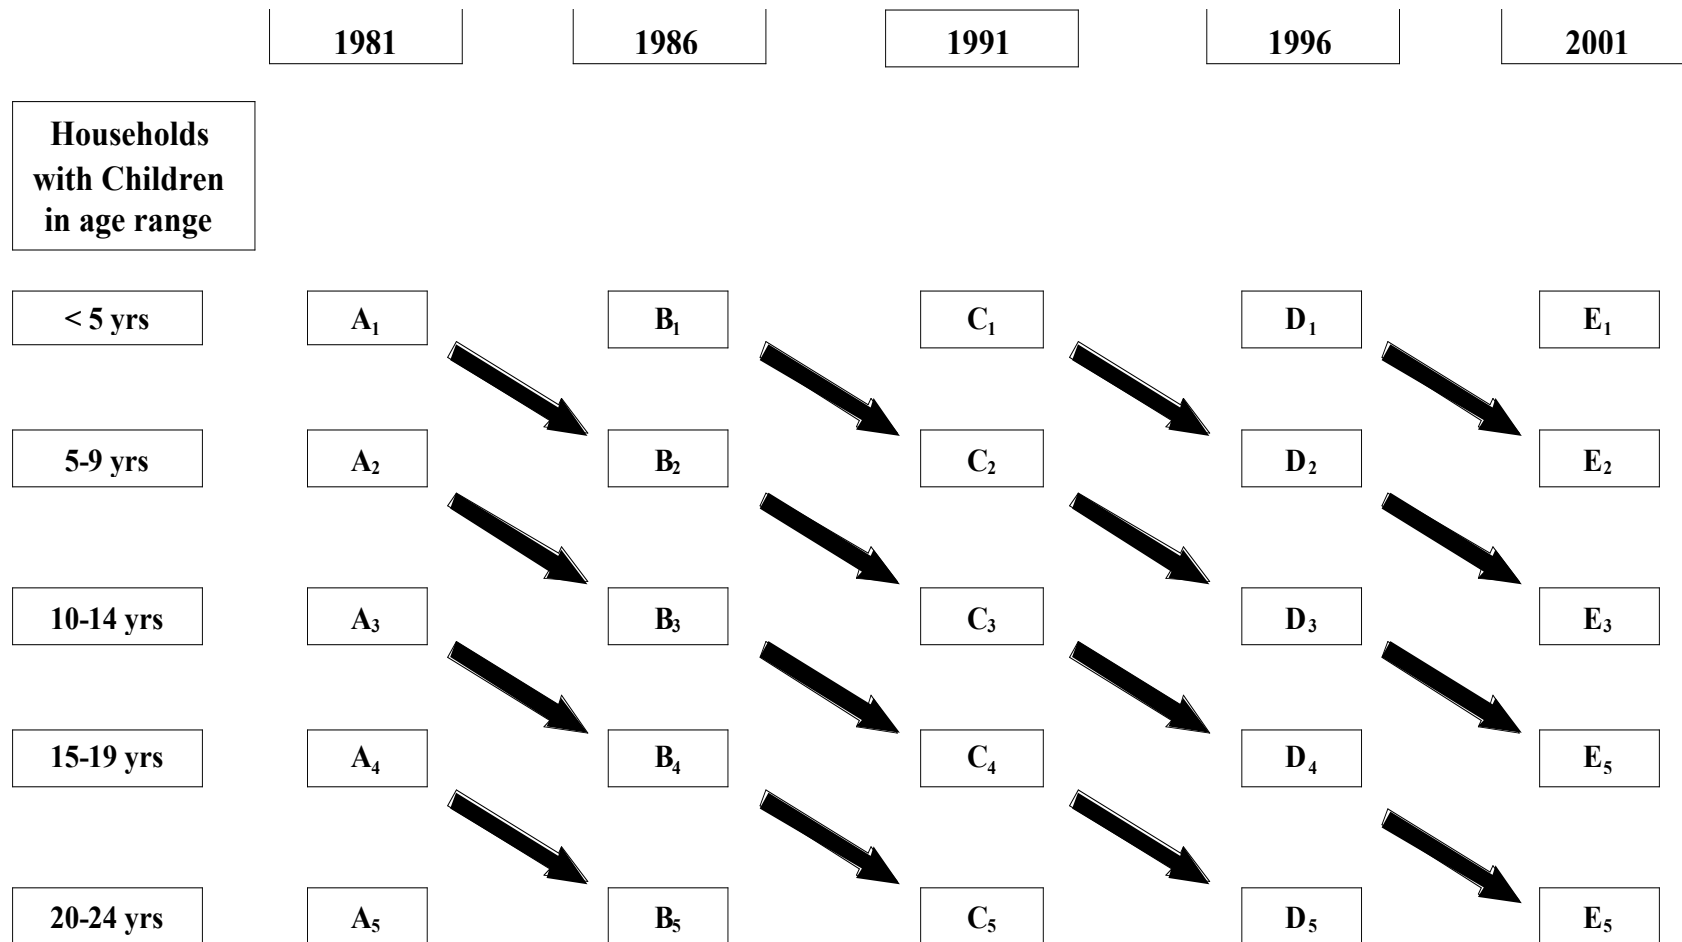 1981 1986 1991 1996 2001
Households
with Children
in age range
< 5 yrs A₁ B₁ C₁ D₁ E₁
5-9 yrs A₂ B₂ C₂ D₂ E₂
10-14 yrs A₃ B₃ C₃ D₃ E₃
15-19 yrs A₄ B₄ C₄ D₄ E₅
20-24 yrs A₅ B₅ C₅ D₅ E₅